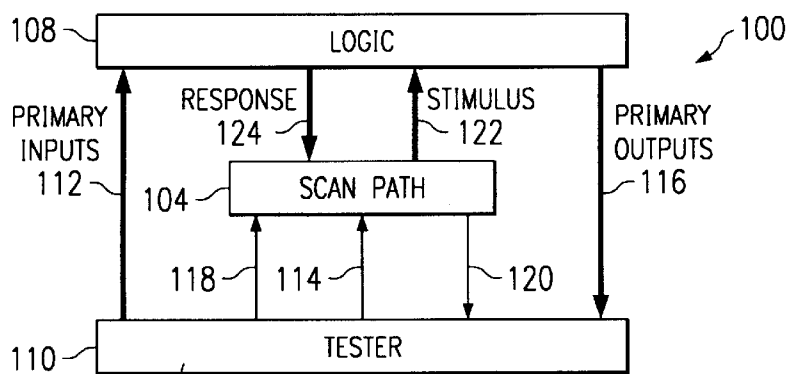 108
LOGIC
100
PRIMARY
INPUTS
112
RESPONSE
124
STIMULUS
122
PRIMARY
OUTPUTS
116
104
SCAN PATH
118
114
120
110
TESTER